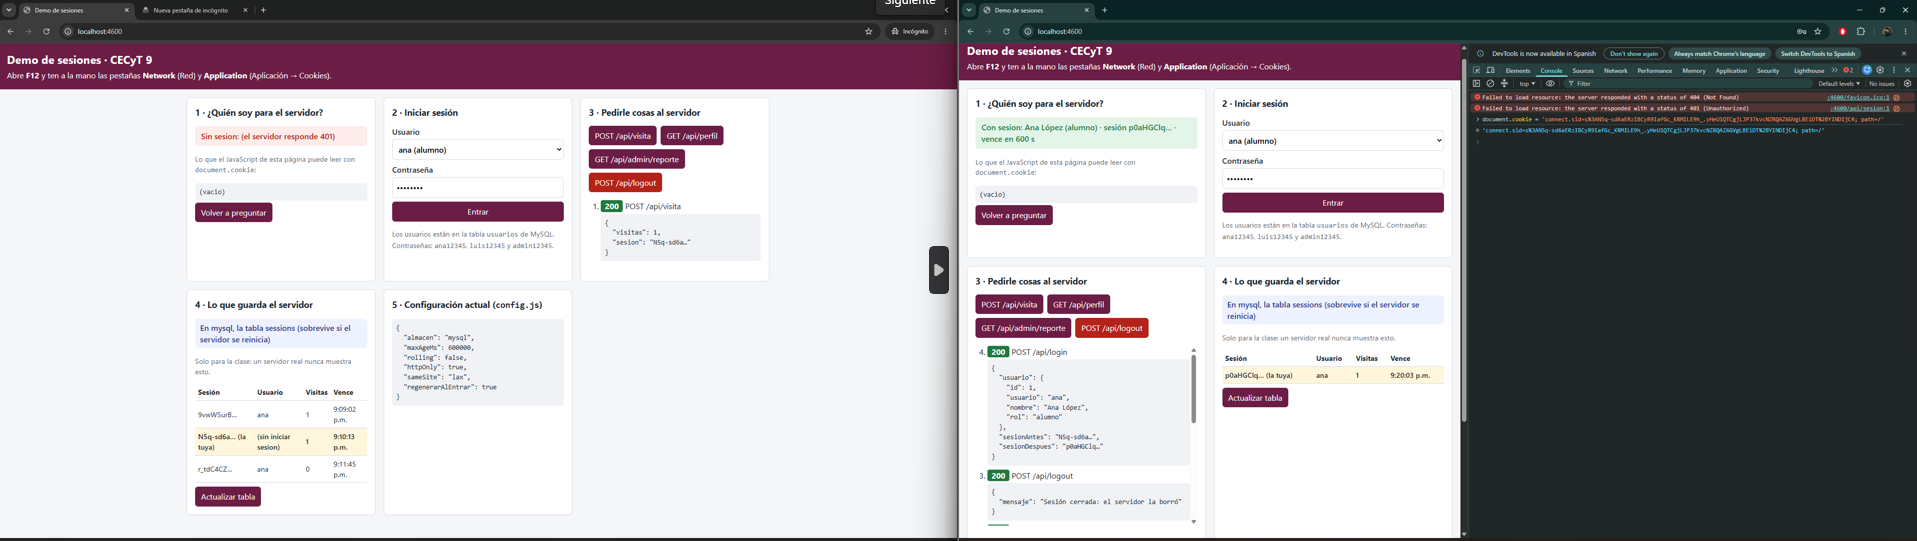 Demo de sesiones
Nueva pestaña de incógnito
Siguiente
localhost:4600
Incógnito
Demo de sesiones · CECyT 9
Abre F12 y ten a la mano las pestañas Network (Red) y Application (Aplicación → Cookies).
1 · ¿Quién soy para el servidor?
Sin sesion: (el servidor responde 401)
Lo que el JavaScript de esta página puede leer con
document.cookie:
(vacio)
Volver a preguntar
2 · Iniciar sesión
Usuario
ana (alumno)
Contraseña
••••••••
Entrar
Los usuarios están en la tabla usuarios de MySQL.
Contraseñas: ana12345, luis12345 y admin12345.
3 · Pedirle cosas al servidor
POST /api/visita
GET /api/perfil
GET /api/admin/reporte
POST /api/logout
1. 200 POST /api/visita
{
"visitas": 1,
"sesion": "NSq-sd6a…"
}
4 · Lo que guarda el servidor
En mysql, la tabla sessions (sobrevive si el
servidor se reinicia)
Solo para la clase: un servidor real nunca muestra
esto.
Sesión Usuario Visitas Vence
9vwWSurB… ana 1 9:09:02 p.m.
NSq-sd6a… (la tuya) (sin iniciar sesion) 1 9:10:13 p.m.
r_tdC4CZ… ana 0 9:11:45 p.m.
Actualizar tabla
5 · Configuración actual (config.js)
{
"almacen": "mysql",
"maxAgeMs": 600000,
"rolling": false,
"httpOnly": true,
"sameSite": "lax",
"regenerarAlEntrar": true
}
Demo de sesiones
localhost:4600
Demo de sesiones · CECyT 9
Abre F12 y ten a la mano las pestañas Network (Red) y Application (Aplicación → Cookies).
1 · ¿Quién soy para el servidor?
Con sesion: Ana López (alumno) · sesión p0aHGClq… ·
vence en 600 s
Lo que el JavaScript de esta página puede leer con
document.cookie:
(vacio)
Volver a preguntar
2 · Iniciar sesión
Usuario
ana (alumno)
Contraseña
••••••••
Entrar
Los usuarios están en la tabla usuarios de MySQL. Contraseñas:
ana12345, luis12345 y admin12345.
3 · Pedirle cosas al servidor
POST /api/visita
GET /api/perfil
GET /api/admin/reporte
POST /api/logout
4. 200 POST /api/login
{
"usuario": {
"id": 1,
"usuario": "ana",
"nombre": "Ana López",
"rol": "alumno"
},
"sesionAntes": "NSq-sd6a…",
"sesionDespues": "p0aHGClq…"
}
3. 200 POST /api/logout
{
"mensaje": "Sesión cerrada: el servidor la borró"
}
4 · Lo que guarda el servidor
En mysql, la tabla sessions (sobrevive si el servidor se
reinicia)
Solo para la clase: un servidor real nunca muestra esto.
Sesión Usuario Visitas Vence
p0aHGClq… (la tuya) ana 1 9:20:03 p.m.
Actualizar tabla
DevTools is now available in Spanish
Don't show again
Always match Chrome's language
Switch DevTools to Spanish
Elements Console Sources Network Performance Memory Application Security Lighthouse
2
top
Filter
Default levels
No issues
Failed to load resource: the server responded with a status of 404 (Not Found)
:4600/favicon.ico:1
Failed to load resource: the server responded with a status of 401 (Unauthorized)
:4600/api/sesion:1
document.cookie =
path=/'